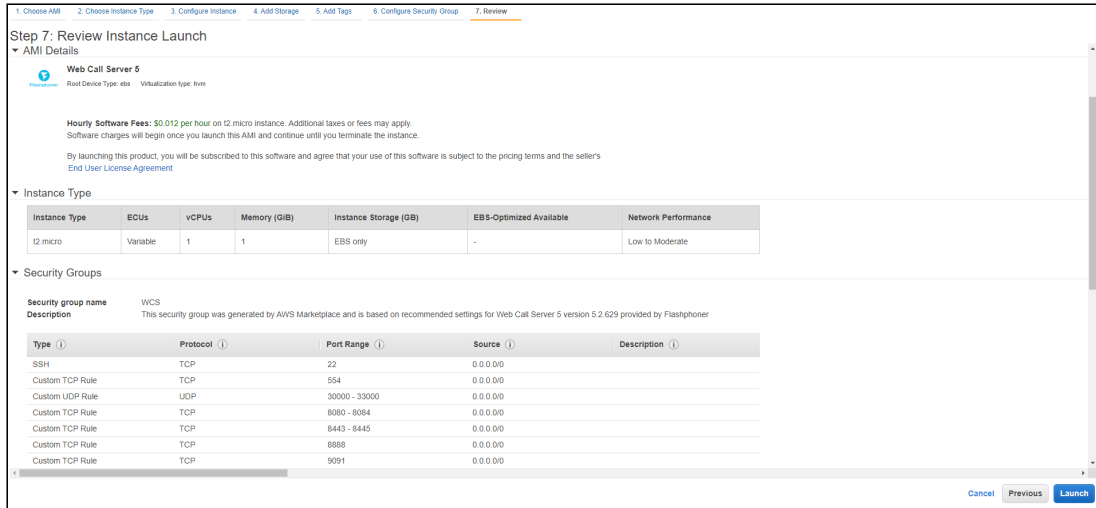 1. Choose AMI 2. Choose Instance Type 3. Configure Instance 4. Add Storage 5. Add Tags 6. Configure Security Group 7. Review
Step 7: Review Instance Launch
AMI Details
Web Call Server 5
Flashphoner Root Device Type: ebs Virtualization type: hvm
Hourly Software Fees: $0.012 per hour on t2.micro instance. Additional taxes or fees may apply.
Software charges will begin once you launch this AMI and continue until you terminate the instance.
By launching this product, you will be subscribed to this software and agree that your use of this software is subject to the pricing terms and the seller's
End User License Agreement
Instance Type
Instance Type ECUs vCPUs Memory (GiB) Instance Storage (GB) EBS-Optimized Available Network Performance
t2.micro Variable 1 1 EBS only - Low to Moderate
Security Groups
Security group name WCS
Description This security group was generated by AWS Marketplace and is based on recommended settings for Web Call Server 5 version 5.2.629 provided by Flashphoner
Type Protocol Port Range Source Description
SSH TCP 22 0.0.0.0/0
Custom TCP Rule TCP 554 0.0.0.0/0
Custom UDP Rule UDP 30000 - 33000 0.0.0.0/0
Custom TCP Rule TCP 8080 - 8084 0.0.0.0/0
Custom TCP Rule TCP 8443 - 8445 0.0.0.0/0
Custom TCP Rule TCP 8888 0.0.0.0/0
Custom TCP Rule TCP 9091 0.0.0.0/0
Cancel Previous Launch